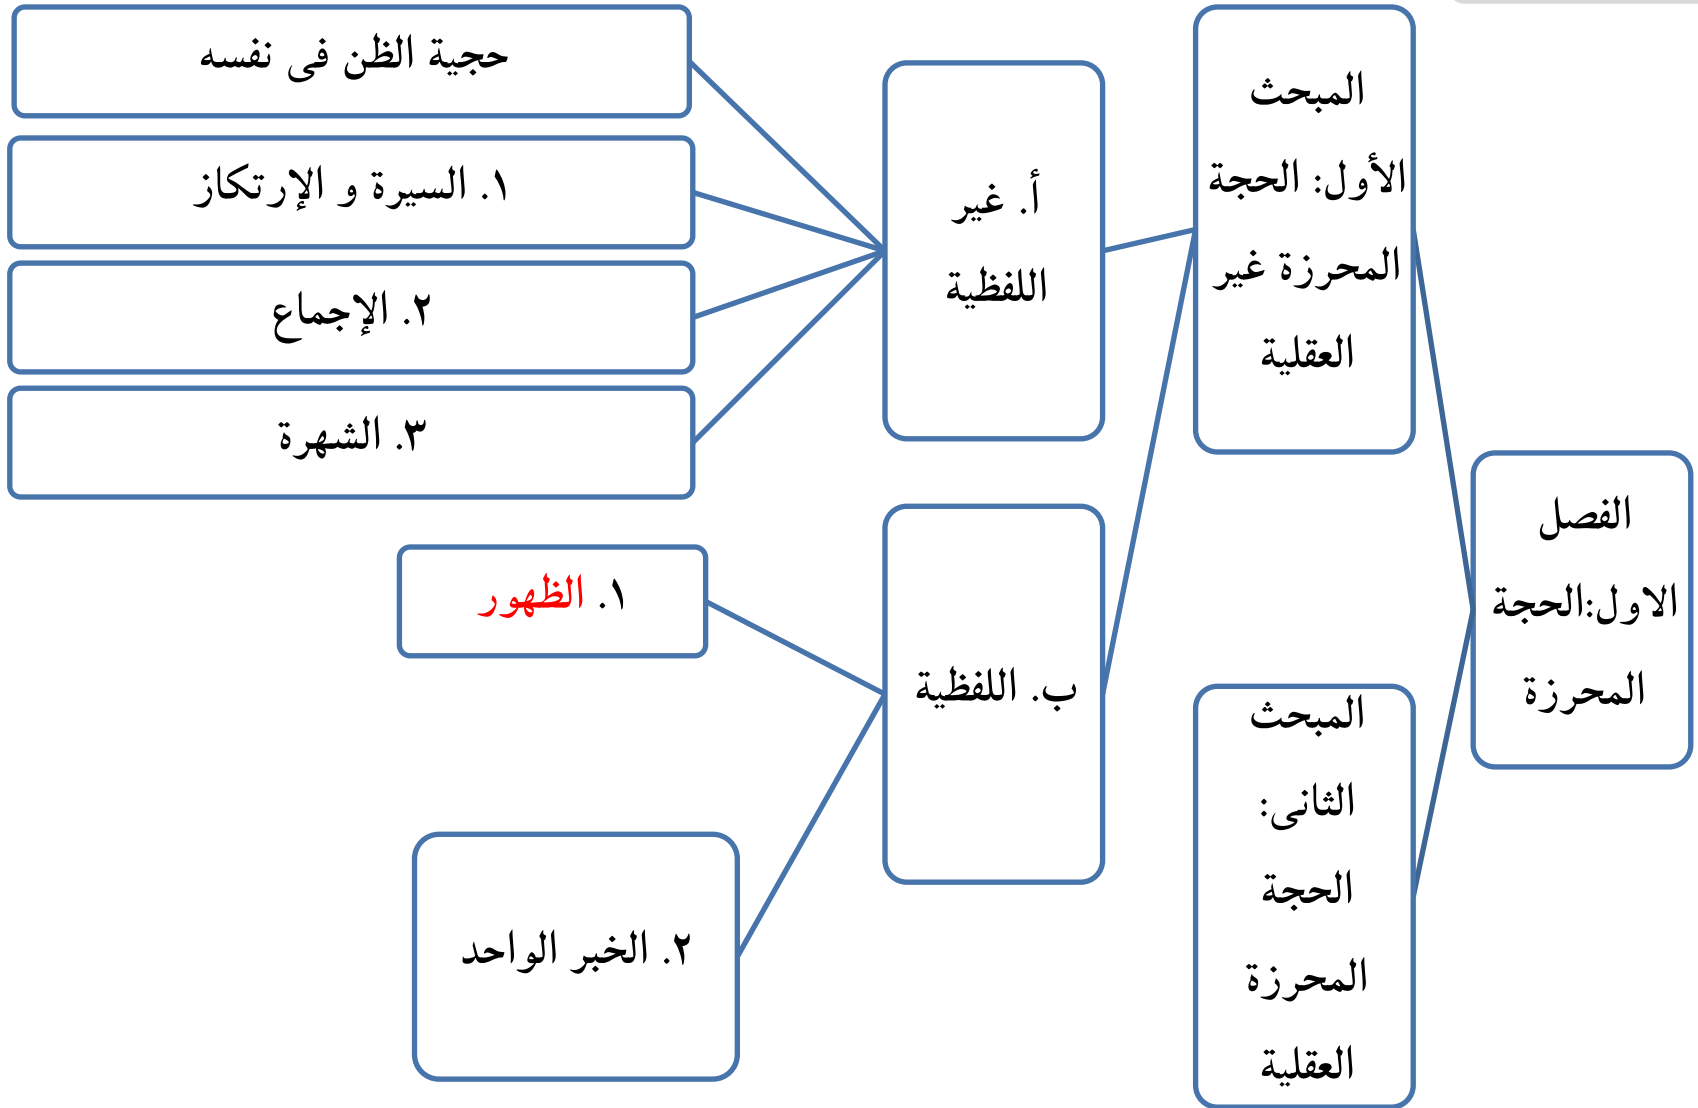 الفصل
الاول:الحجة
المحرزة
المبحث
الأول: الحجة
المحرزة غير
العقلية
أ. غير
اللفظية
حجية الظن فى نفسه
١. السيرة و الإرتكاز
٢. الإجماع
٣. الشهرة
ب. اللفظية
١. الظهور
٢. الخبر الواحد
المبحث
الثانى:
الحجة
المحرزة
العقلية